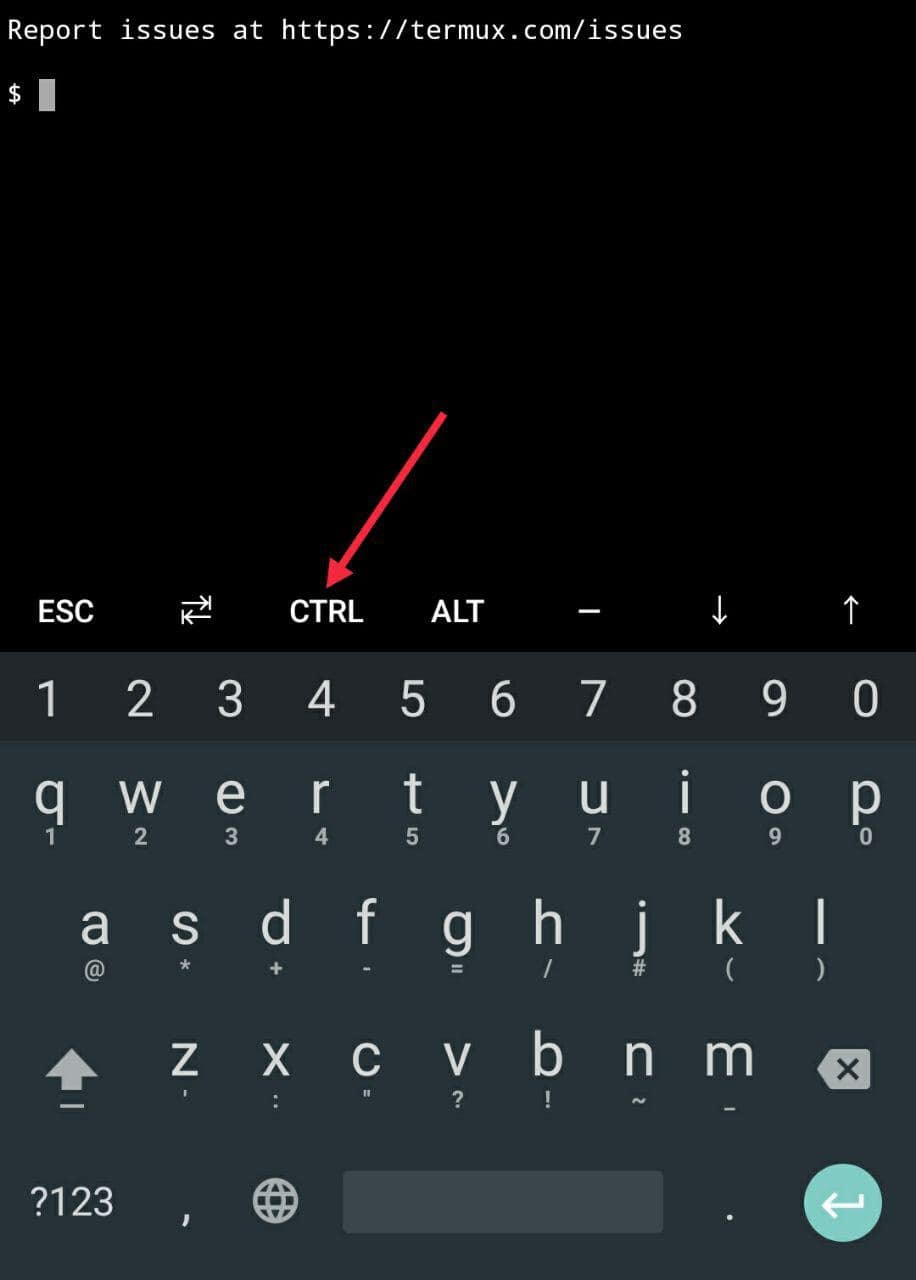 Report issues at https://termux.com/issues
$
ESC ⇄ CTRL ALT – ↓ ↑
1 2 3 4 5 6 7 8 9 0
q w e r t y u i o p
1 2 3 4 5 6 7 8 9 0
a s d f g h j k l
@ * + - = / # ( )
z x c v b n m
' : " ? ! ~ _
?123 , .